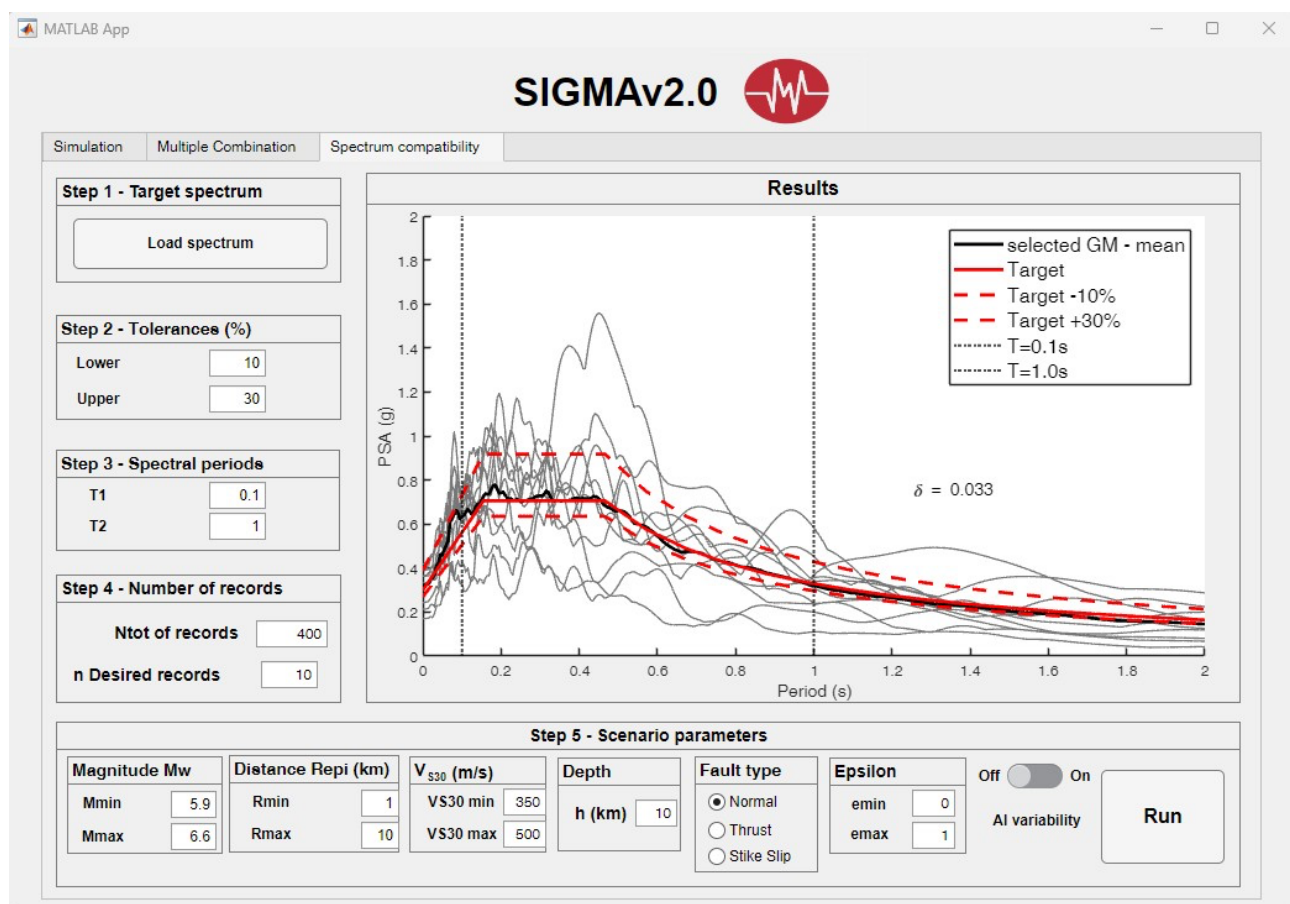 MATLAB App
SIGMAv2.0
Simulation Multiple Combination Spectrum compatibility
Step 1 - Target spectrum
Load spectrum
Step 2 - Tolerances (%)
Lower 10
Upper 30
Step 3 - Spectral periods
T1 0.1
T2 1
Step 4 - Number of records
Ntot of records 400
n Desired records 10
Results
2
1.8
1.6
1.4
1.2
1
0.8
0.6
0.4
0.2
0
PSA (g)
selected GM - mean
Target
Target -10%
Target +30%
T=0.1s
T=1.0s
δ = 0.033
0 0.2 0.4 0.6 0.8 1 1.2 1.4 1.6 1.8 2
Period (s)
Step 5 - Scenario parameters
Magnitude Mw
Mmin 5.9
Mmax 6.6
Distance Repi (km)
Rmin 1
Rmax 10
VS30 (m/s)
VS30 min 350
VS30 max 500
Depth
h (km) 10
Fault type
Normal
Thrust
Stike Slip
Epsilon
emin 0
emax 1
Off On
AI variability
Run